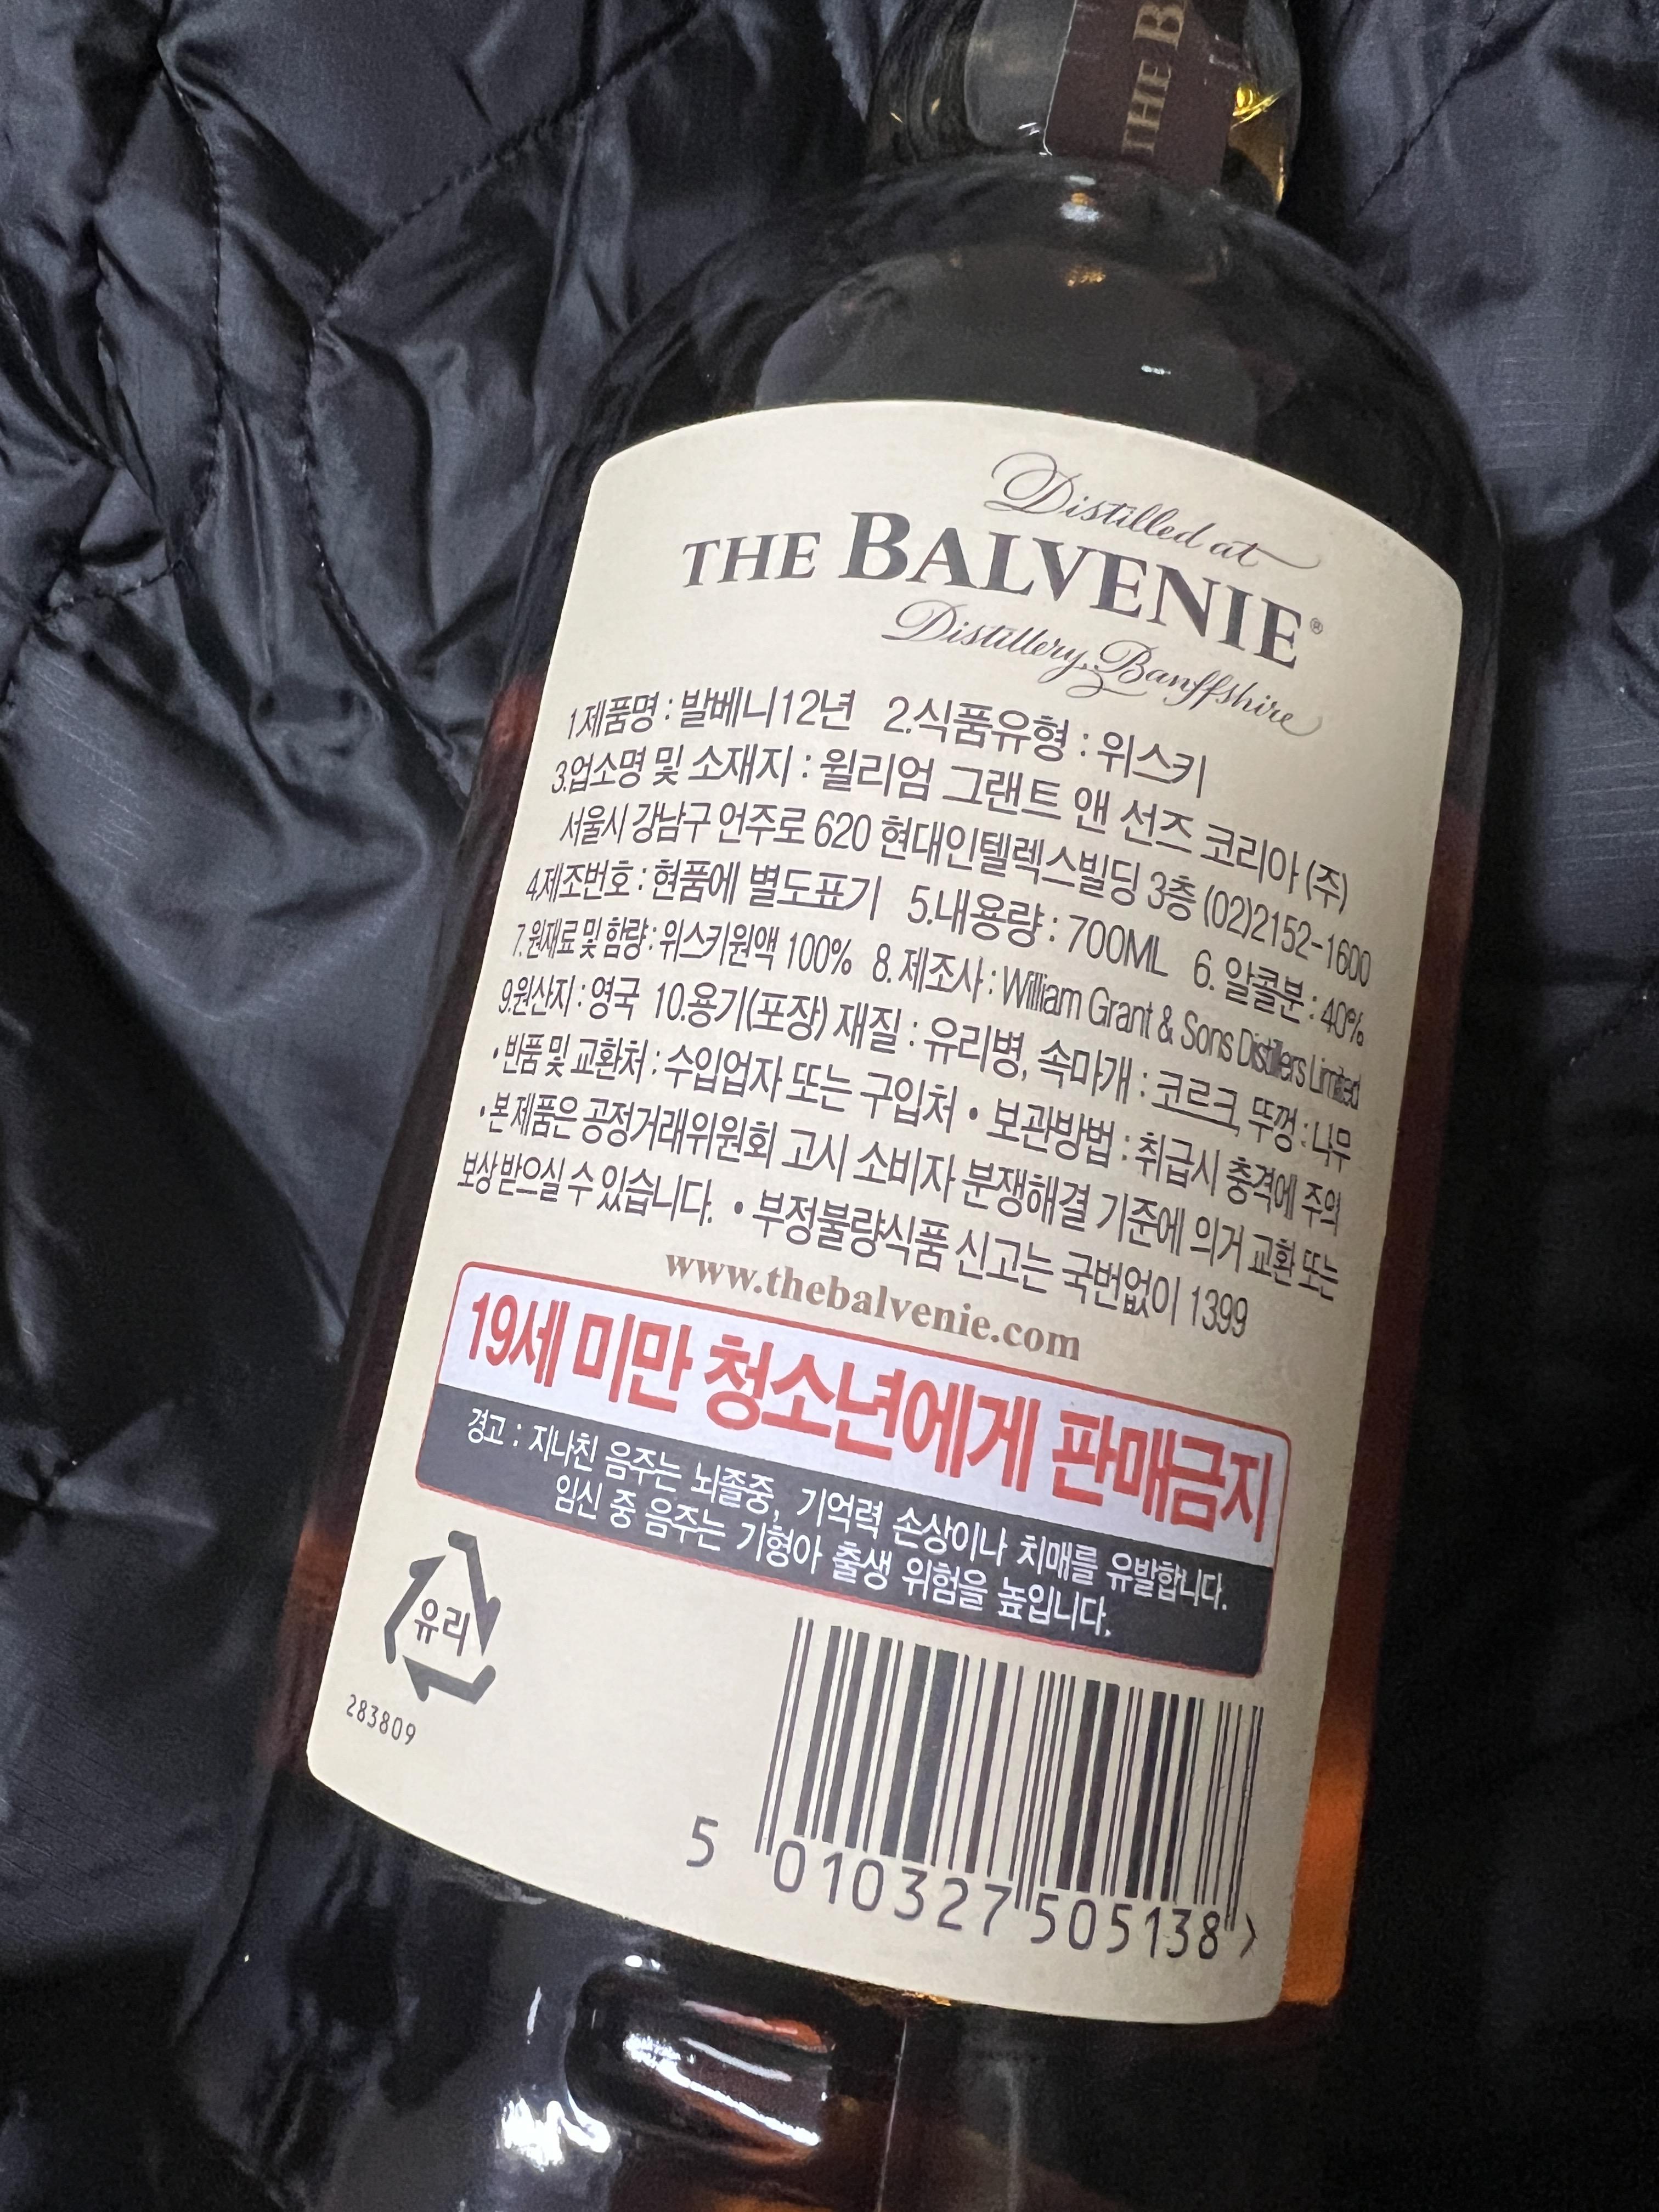 THE B
Distilled at
THE BALVENIE®
Distillery, Banffshire
1.제품명 : 발베니12년 2.식품유형 : 위스키
3.업소명 및 소재지 : 윌리엄 그랜트 앤 선즈 코리아 (주)
서울시 강남구 언주로 620 현대인텔렉스빌딩 3층 (02)2152-1600
4.제조번호 : 현품에 별도표기 5.내용량 : 700ML 6. 알콜분 : 40%
7. 원재료 및 함량 : 위스키원액 100% 8. 제조사 : William Grant & Sons Distillers Limited
9.원산지 : 영국 10.용기(포장) 재질 : 유리병, 속마개 : 코르크, 뚜껑 : 나무
• 반품 및 교환처 : 수입업자 또는 구입처 • 보관방법 : 취급시 충격에 주의
• 본 제품은 공정거래위원회 고시 소비자 분쟁해결 기준에 의거 교환 또는
보상 받으실 수 있습니다. • 부정불량식품 신고는 국번없이 1399
www.thebalvenie.com
19세 미만 청소년에게 판매금지
경고 : 지나친 음주는 뇌졸중, 기억력 손상이나 치매를 유발합니다.
임신 중 음주는 기형아 출생 위험을 높입니다.
유리
283809
5 010327 505138 >